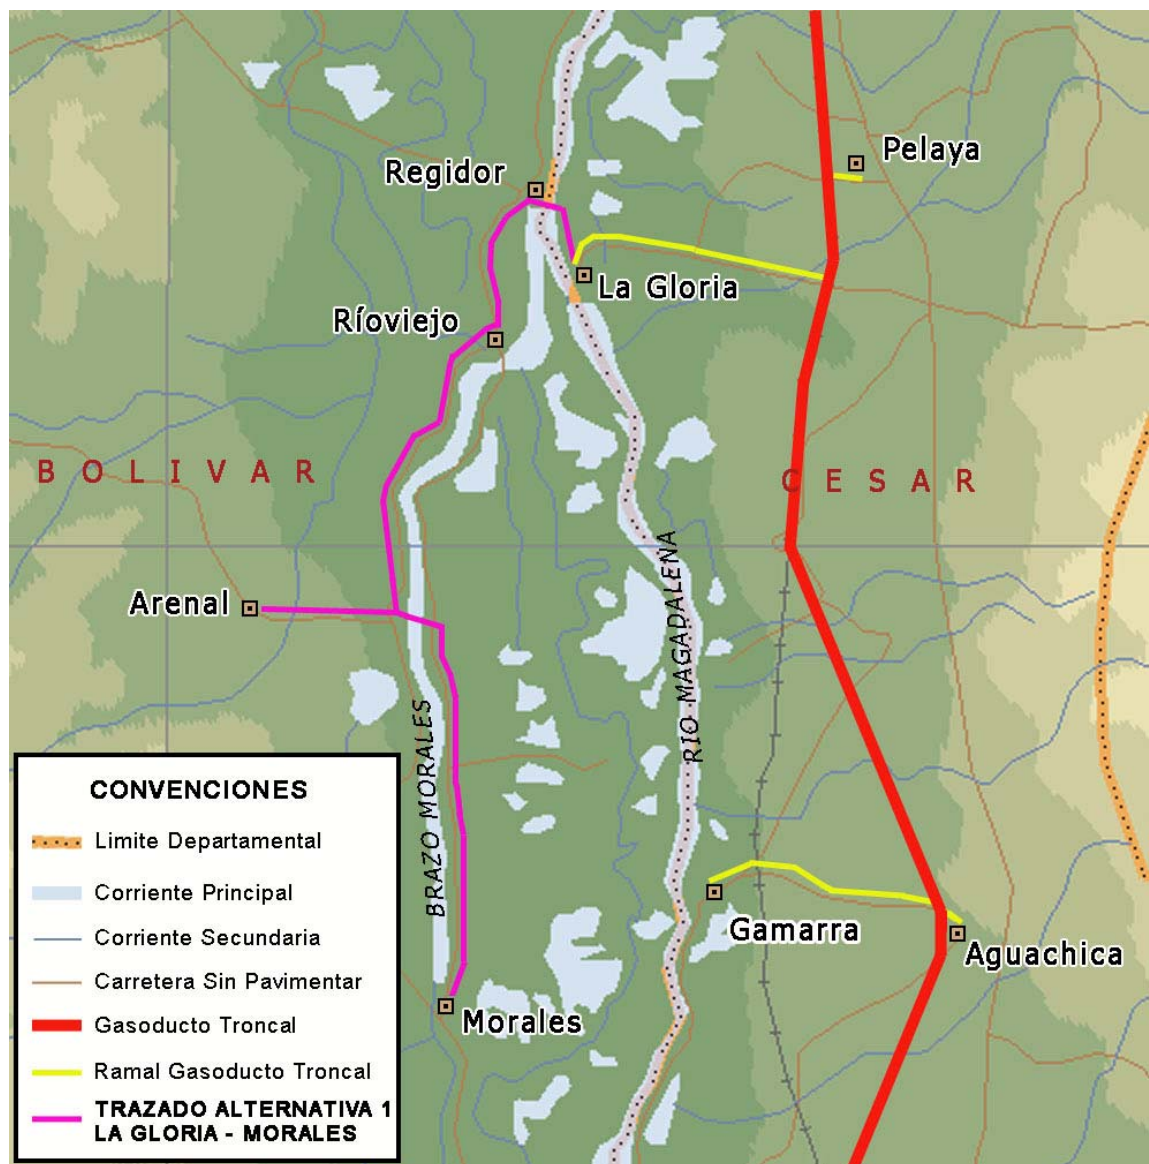 Pelaya
Regidor
La Gloria
Ríoviejo
BOLIVAR
CESAR
RIO MAGADALENA
Arenal
BRAZO MORALES
Gamarra
Aguachica
Morales
CONVENCIONES
Limite Departamental
Corriente Principal
Corriente Secundaria
Carretera Sin Pavimentar
Gasoducto Troncal
Ramal Gasoducto Troncal
TRAZADO ALTERNATIVA 1
LA GLORIA - MORALES